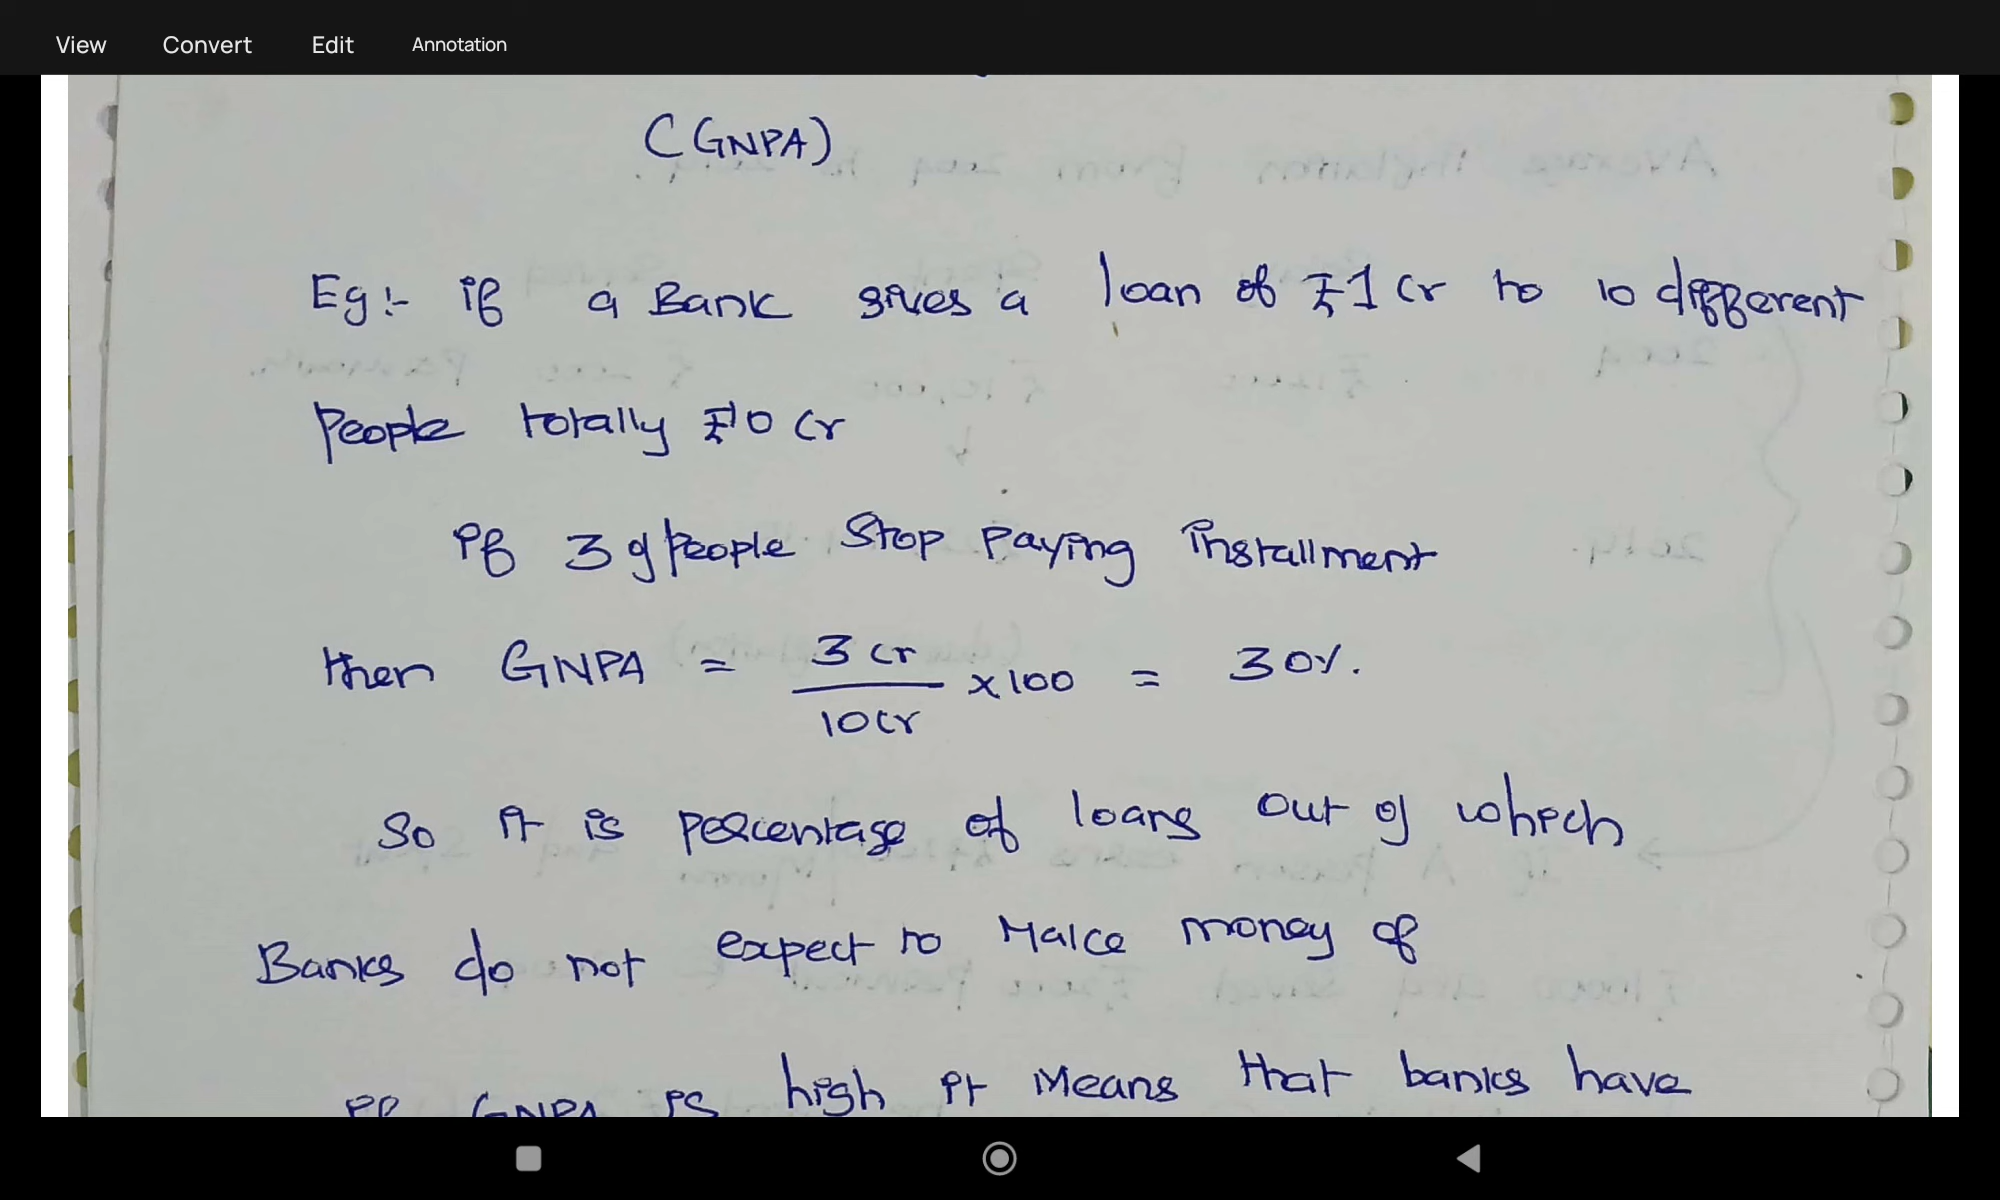 View Convert Edit Annotation
(GNPA)
Eg:- if a Bank gives a loan of ₹1 Cr to 10 different
People totally ₹10 Cr
if 3 of people Stop paying installment
then GNPA = 3 cr / 10 cr x 100 = 30%.
So it is percentage of loans out of which
Banks do not expect to Make money of
if GNPA is high it Means that banks have